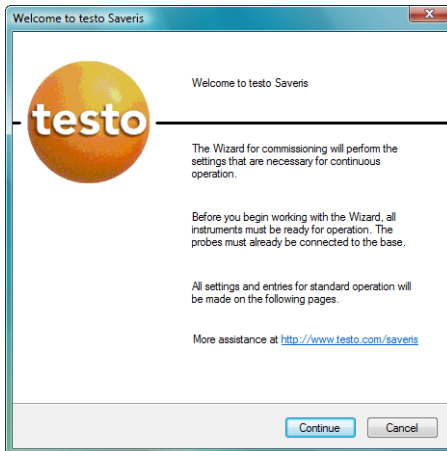 Welcome to testo Saveris
testo
Welcome to testo Saveris
The Wizard for commissioning will perform the
settings that are necessary for continuous
operation.
Before you begin working with the Wizard, all
instruments must be ready for operation. The
probes must already be connected to the base.
All settings and entries for standard operation will
be made on the following pages.
More assistance at http://www.testo.com/saveris
Continue
Cancel